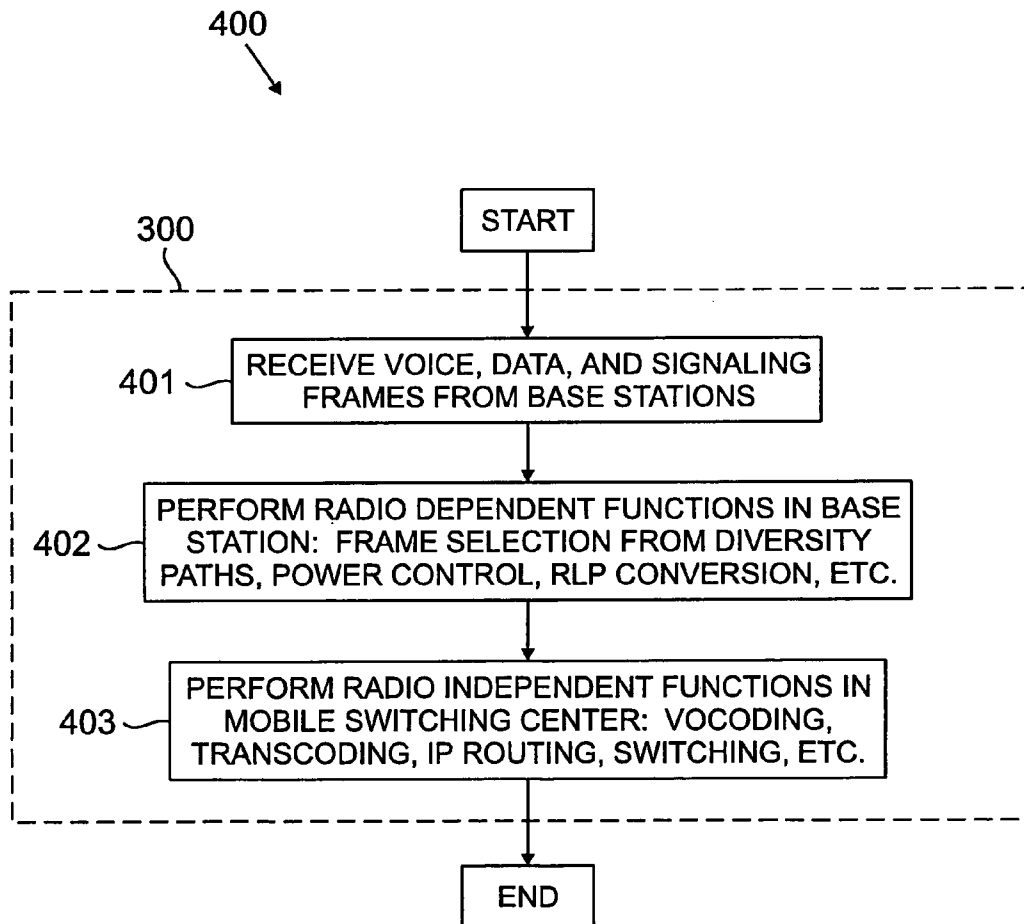 400
300
START
401
RECEIVE VOICE, DATA, AND SIGNALING
FRAMES FROM BASE STATIONS
402
PERFORM RADIO DEPENDENT FUNCTIONS IN BASE
STATION: FRAME SELECTION FROM DIVERSITY
PATHS, POWER CONTROL, RLP CONVERSION, ETC.
403
PERFORM RADIO INDEPENDENT FUNCTIONS IN
MOBILE SWITCHING CENTER: VOCODING,
TRANSCODING, IP ROUTING, SWITCHING, ETC.
END